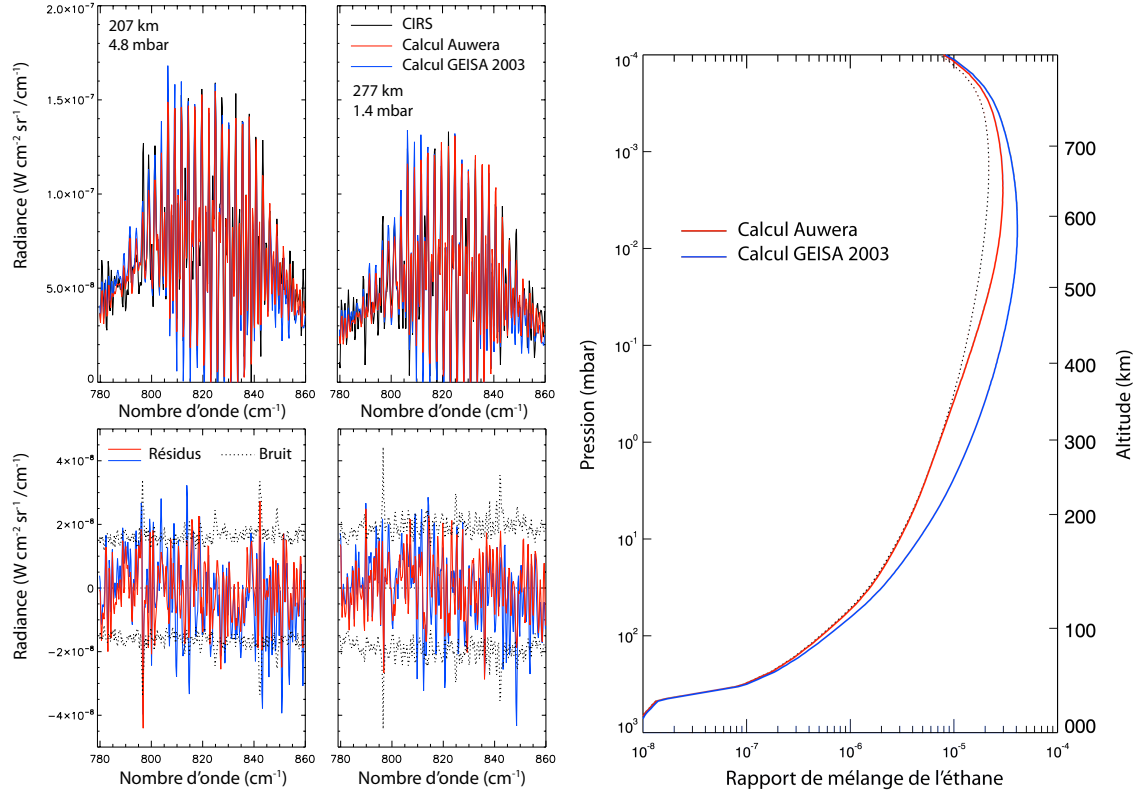 207 km
4.8 mbar
CIRS
Calcul Auwera
Calcul GEISA 2003
277 km
1.4 mbar
2.0×10⁻⁷
1.5×10⁻⁷
1.0×10⁻⁷
5.0×10⁻⁸
0
Radiance (W cm⁻² sr⁻¹ /cm⁻¹)
780 800 820 840 860
780 800 820 840 860
Nombre d'onde (cm⁻¹)
Nombre d'onde (cm⁻¹)
Résidus
Bruit
4×10⁻⁸
2×10⁻⁸
0
−2×10⁻⁸
−4×10⁻⁸
Radiance (W cm⁻² sr⁻¹ /cm⁻¹)
780 800 820 840 860
780 800 820 840 860
Nombre d'onde (cm⁻¹)
Nombre d'onde (cm⁻¹)
Calcul Auwera
Calcul GEISA 2003
10⁻⁴
10⁻³
10⁻²
10⁻¹
10⁰
10¹
10²
10³
Pression (mbar)
700
600
500
400
300
200
100
000
Altitude (km)
10⁻⁸ 10⁻⁷ 10⁻⁶ 10⁻⁵ 10⁻⁴
Rapport de mélange de l'éthane